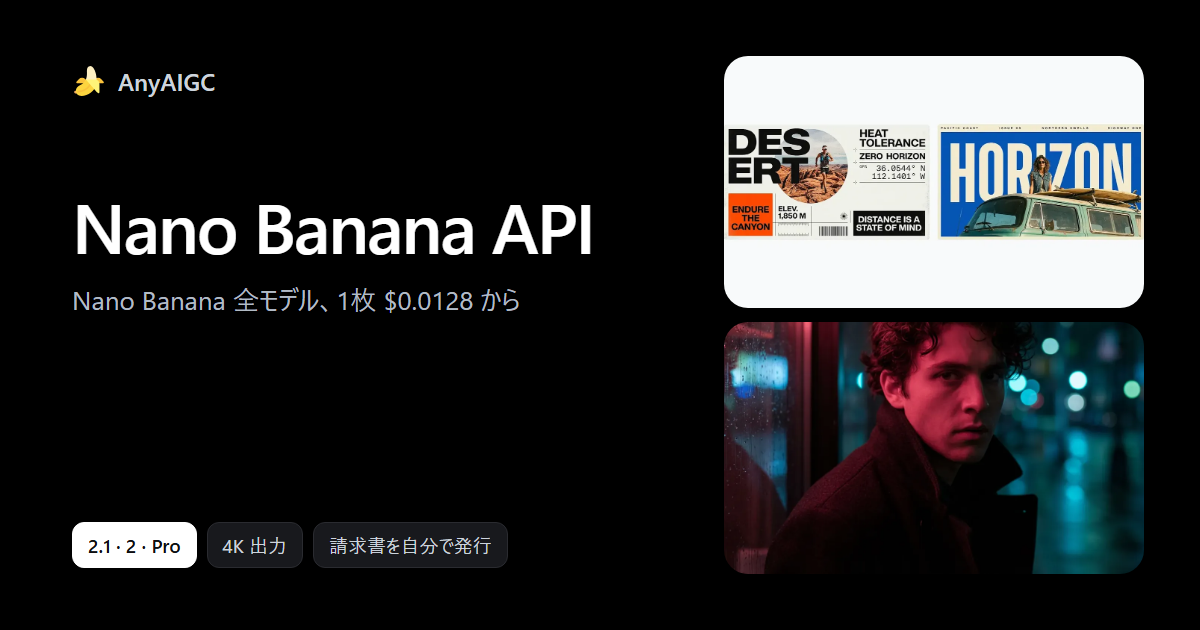 AnyAIGC
Nano Banana API
Nano Banana 全モデル、1枚 $0.0128 から
2.1 · 2 · Pro
4K 出力
請求書を自分で発行
DES
ERT
HEAT
TOLERANCE
ZERO HORIZON
36.0544° N
112.1401° W
ENDURE
THE
CANYON
ELEV.
1,850 M
DISTANCE IS A
STATE OF MIND
HORIZON